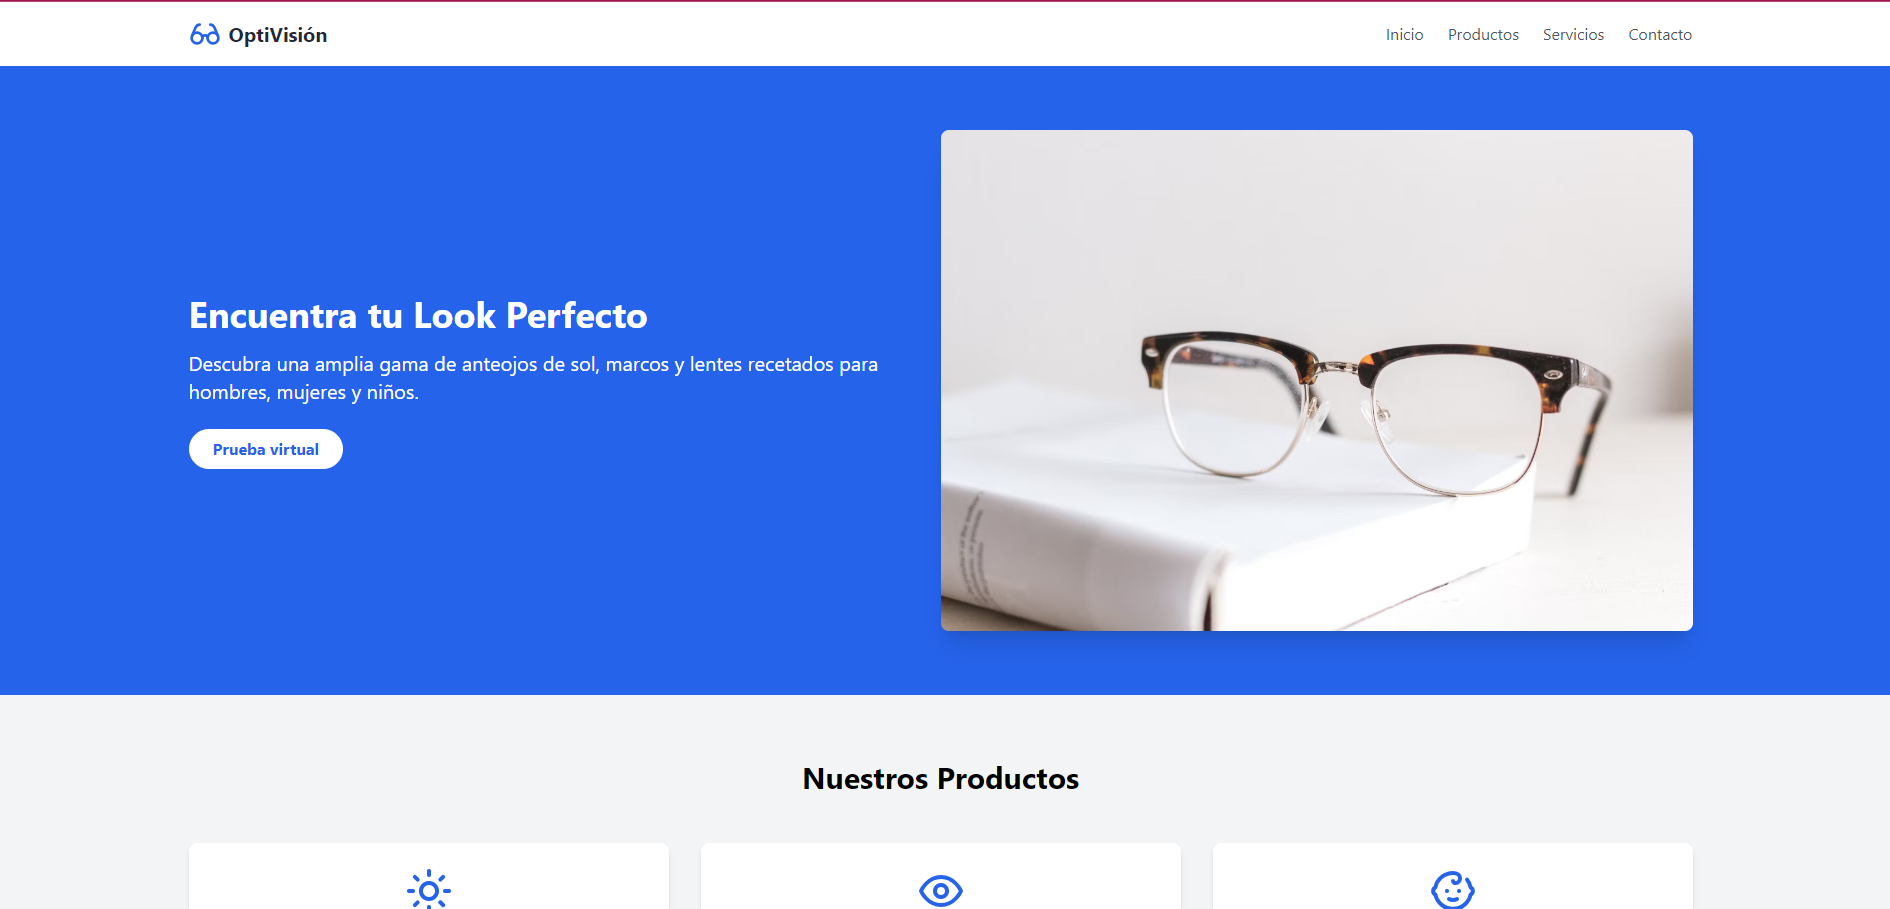 OptiVisión
Inicio
Productos
Servicios
Contacto
Encuentra tu Look Perfecto
Descubra una amplia gama de anteojos de sol, marcos y lentes recetados para
hombres, mujeres y niños.
Prueba virtual
Nuestros Productos